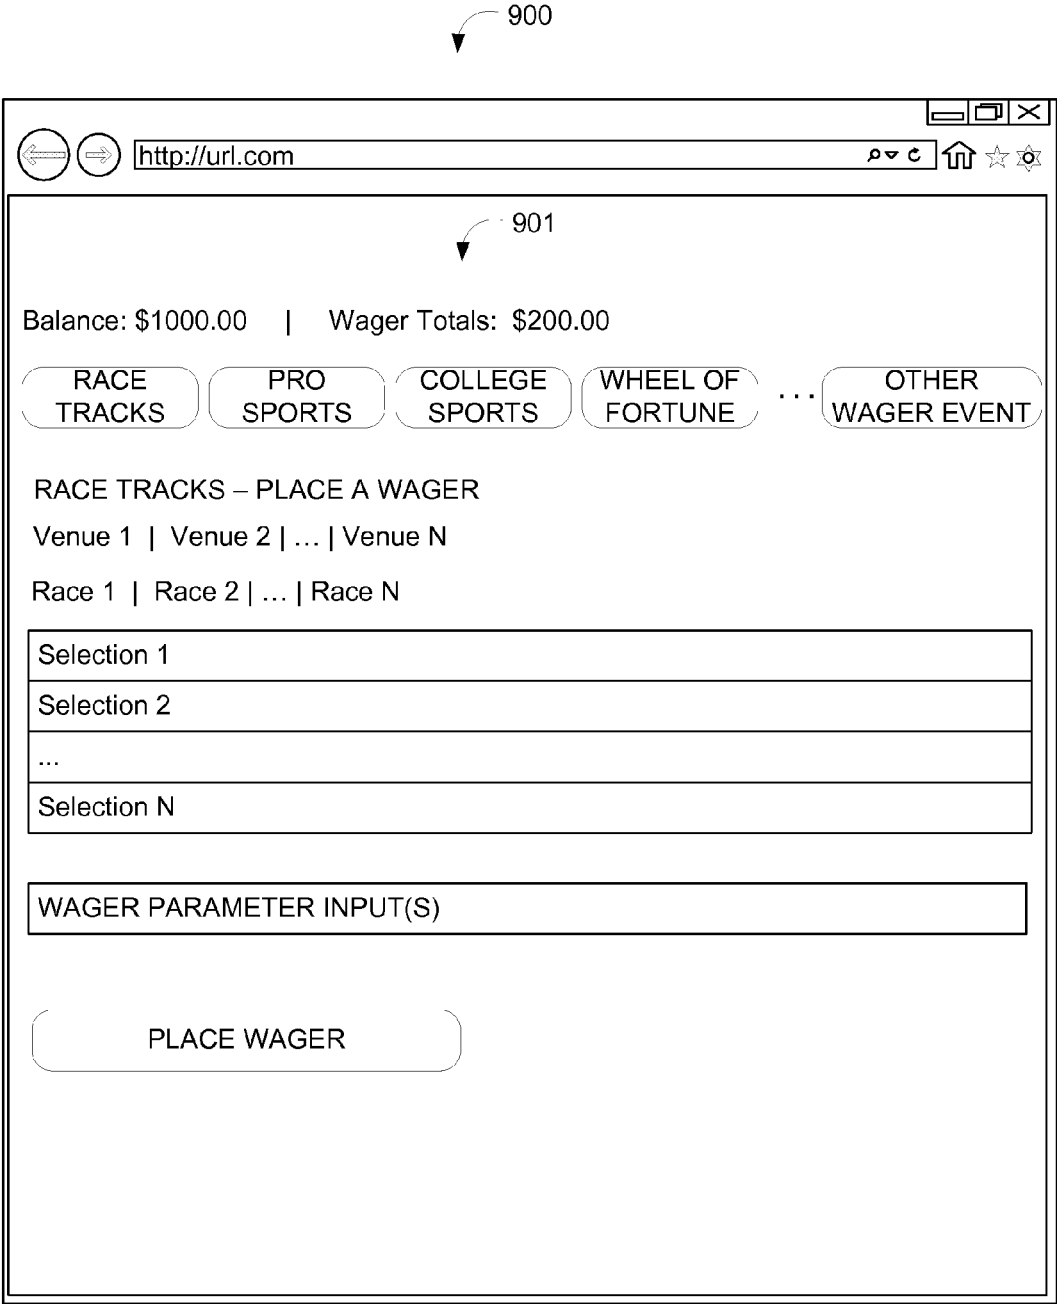 900
http://url.com
901
Balance: $1000.00 | Wager Totals: $200.00
RACE TRACKS
PRO SPORTS
COLLEGE SPORTS
WHEEL OF FORTUNE
...
OTHER WAGER EVENT
RACE TRACKS – PLACE A WAGER
Venue 1 | Venue 2 | ... | Venue N
Race 1 | Race 2 | ... | Race N
Selection 1
Selection 2
...
Selection N
WAGER PARAMETER INPUT(S)
PLACE WAGER